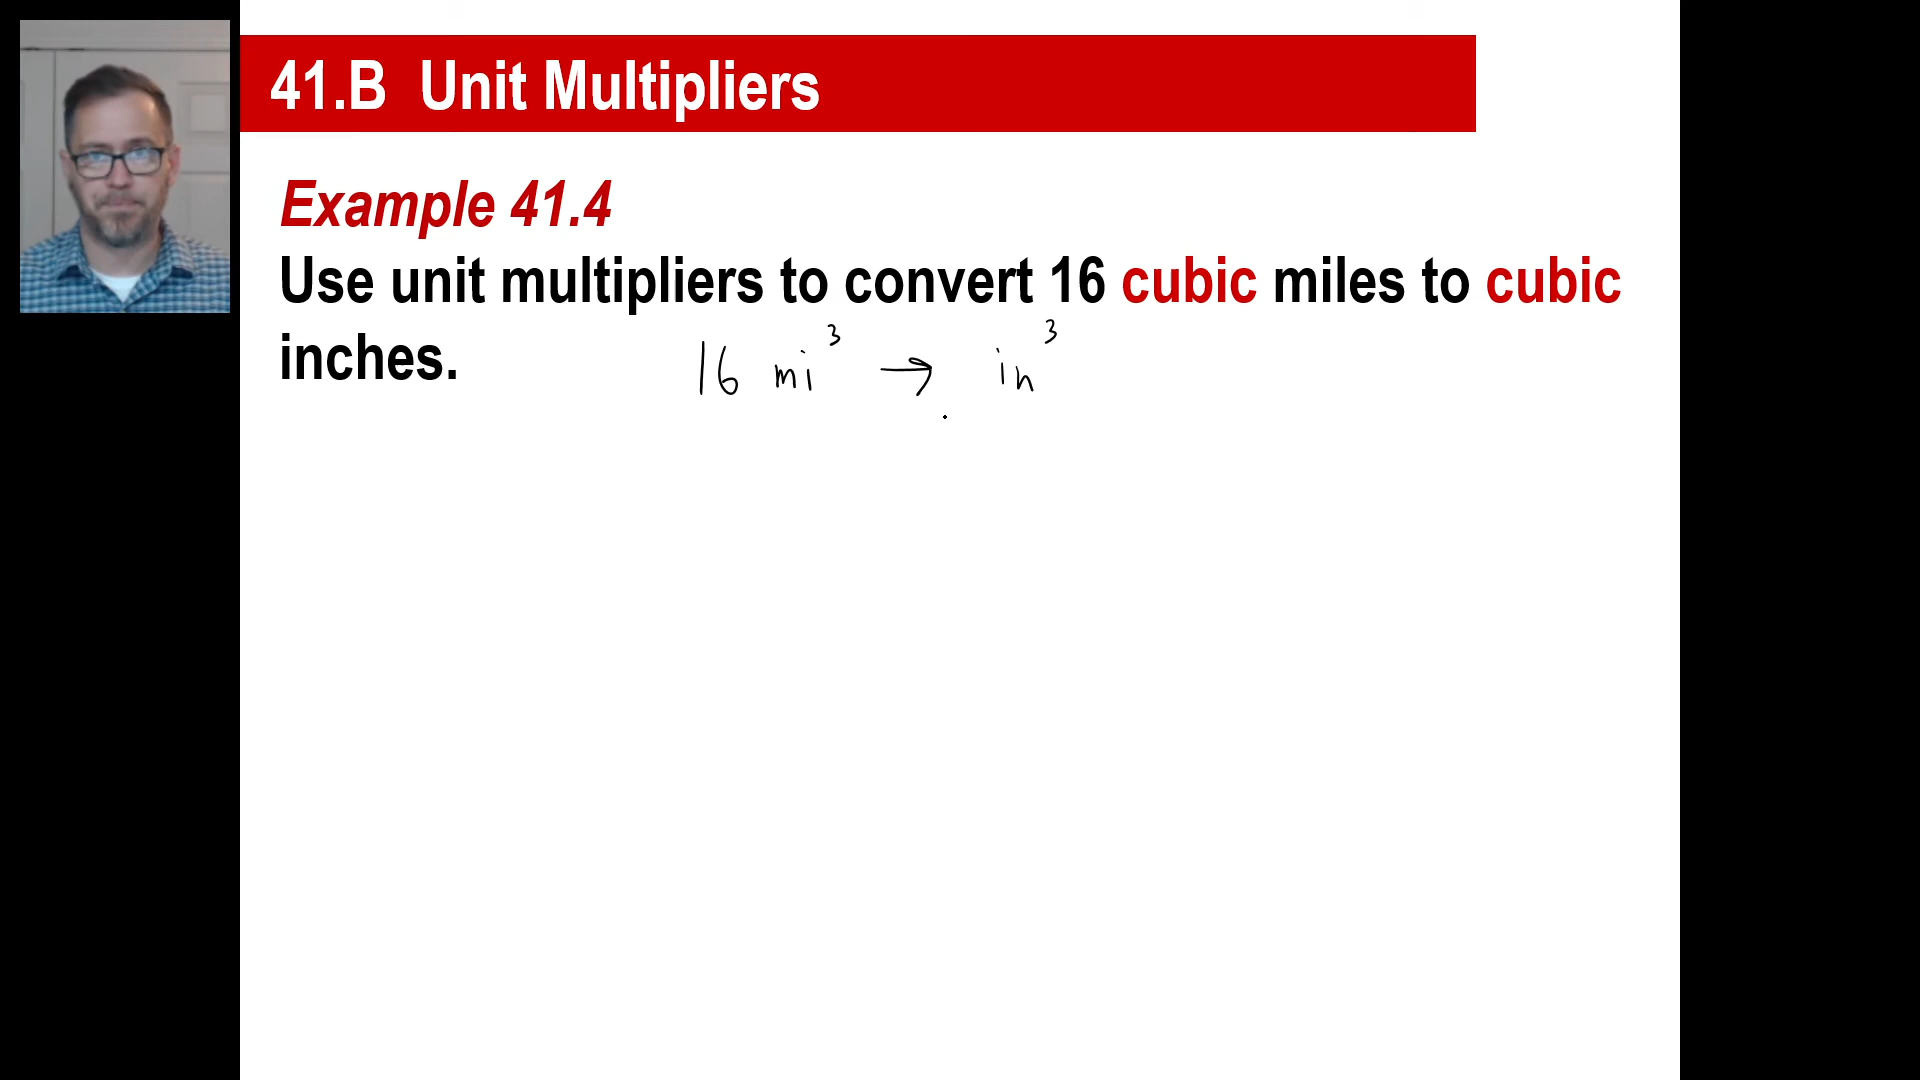 41.B Unit Multipliers
Example 41.4
Use unit multipliers to convert 16 cubic miles to cubic
inches.
16 mi³ → in³